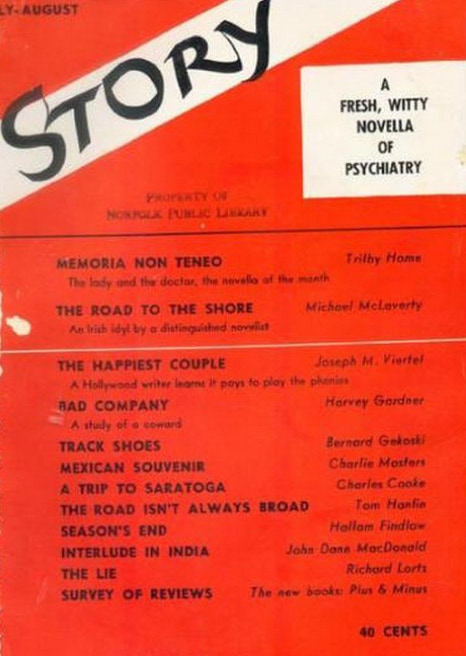 LY-AUGUST
STORY
A
FRESH, WITTY
NOVELLA
OF
PSYCHIATRY
PROPERTY OF
NORFOLK PUBLIC LIBRARY
MEMORIA NON TENEO Trilby Home
The lady and the doctor, the novella of the month
THE ROAD TO THE SHORE Michael McLaverty
An Irish idyl by a distinguished novelist
THE HAPPIEST COUPLE Joseph M. Viertel
A Hollywood writer learns it pays to play the phonies
BAD COMPANY Harvey Gardner
A study of a coward
TRACK SHOES Bernard Gekoski
MEXICAN SOUVENIR Charlie Masters
A TRIP TO SARATOGA Charles Cooke
THE ROAD ISN'T ALWAYS BROAD Tom Hanlin
SEASON'S END Hallam Findlow
INTERLUDE IN INDIA John Dann MacDonald
THE LIE Richard Lortz
SURVEY OF REVIEWS The new books: Plus & Minus
40 CENTS